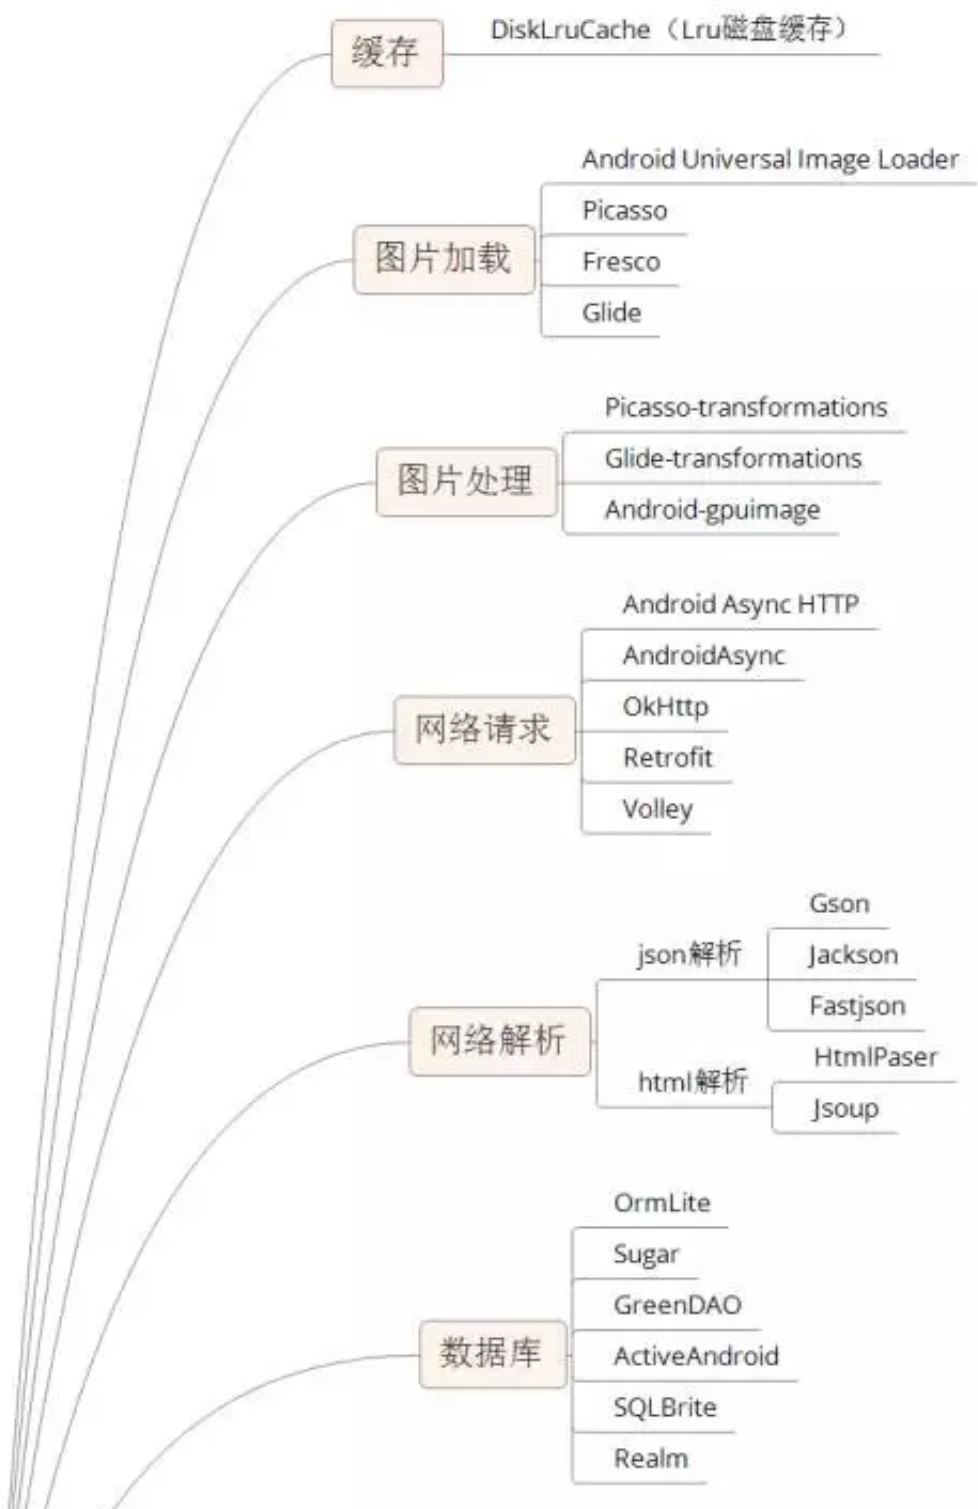 缓存
DiskLruCache（Lru磁盘缓存）
图片加载
Android Universal Image Loader
Picasso
Fresco
Glide
图片处理
Picasso-transformations
Glide-transformations
Android-gpuimage
网络请求
Android Async HTTP
AndroidAsync
OkHttp
Retrofit
Volley
网络解析
json解析
Gson
Jackson
Fastjson
html解析
HtmlPaser
Jsoup
数据库
OrmLite
Sugar
GreenDAO
ActiveAndroid
SQLBrite
Realm